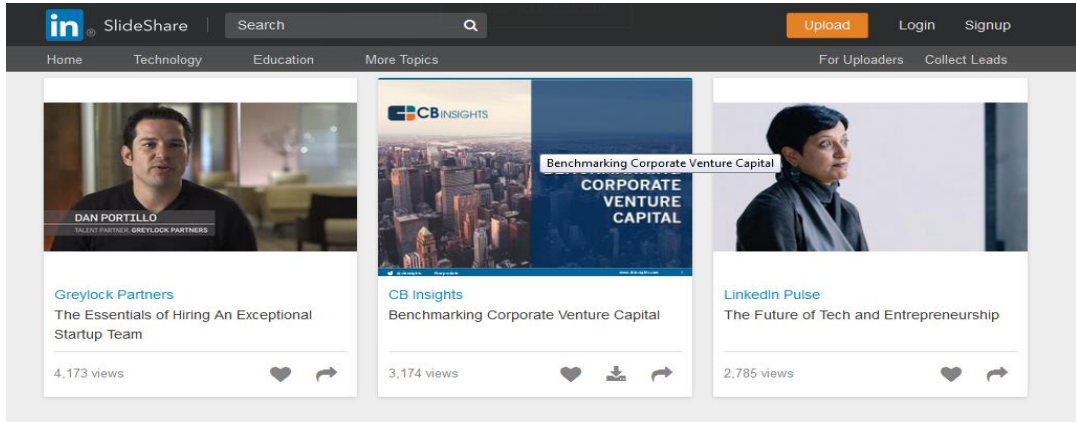 in ® SlideShare Search Upload Login Signup
Home Technology Education More Topics For Uploaders Collect Leads
DAN PORTILLO
TALENT PARTNER, GREYLOCK PARTNERS
Greylock Partners
The Essentials of Hiring An Exceptional
Startup Team
4,173 views
CBINSIGHTS
Benchmarking Corporate Venture Capital
CORPORATE
VENTURE
CAPITAL
CB Insights
Benchmarking Corporate Venture Capital
3,174 views
LinkedIn Pulse
The Future of Tech and Entrepreneurship
2,785 views